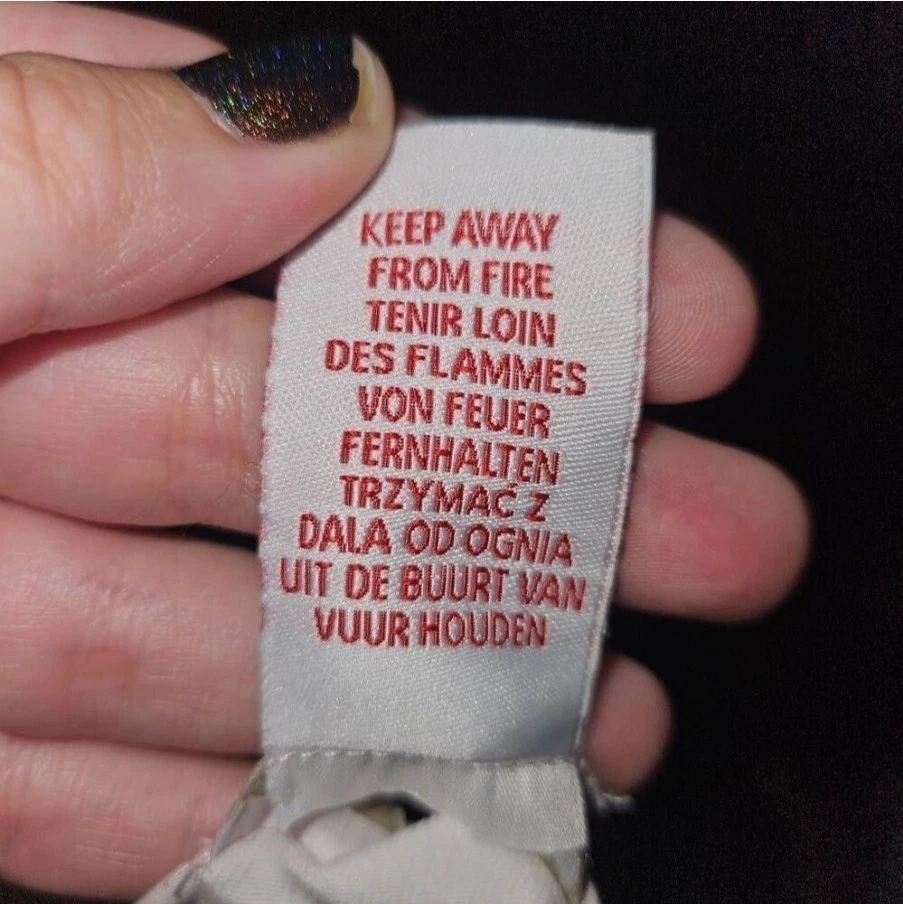 KEEP AWAY
FROM FIRE
TENIR LOIN
DES FLAMMES
VON FEUER
FERNHALTEN
TRZYMAĆ Z
DALA OD OGNIA
UIT DE BUURT VAN
VUUR HOUDEN